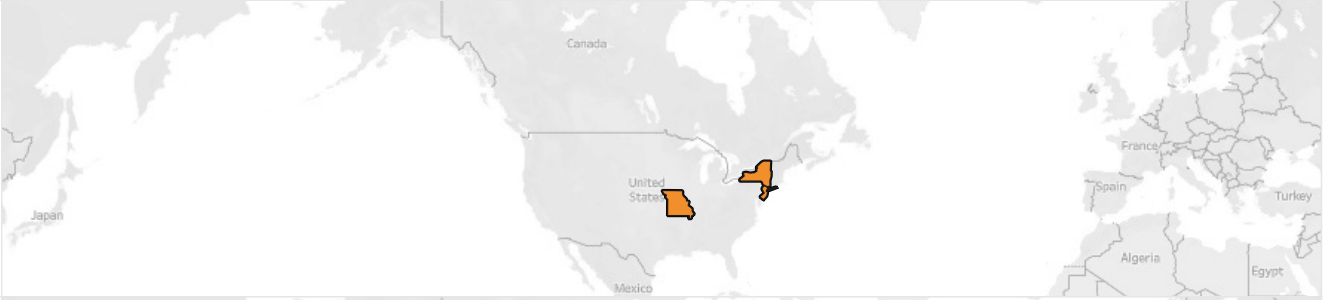 Canada
United
States
France
Spain
Turkey
Japan
Algeria
Egypt
Mexico